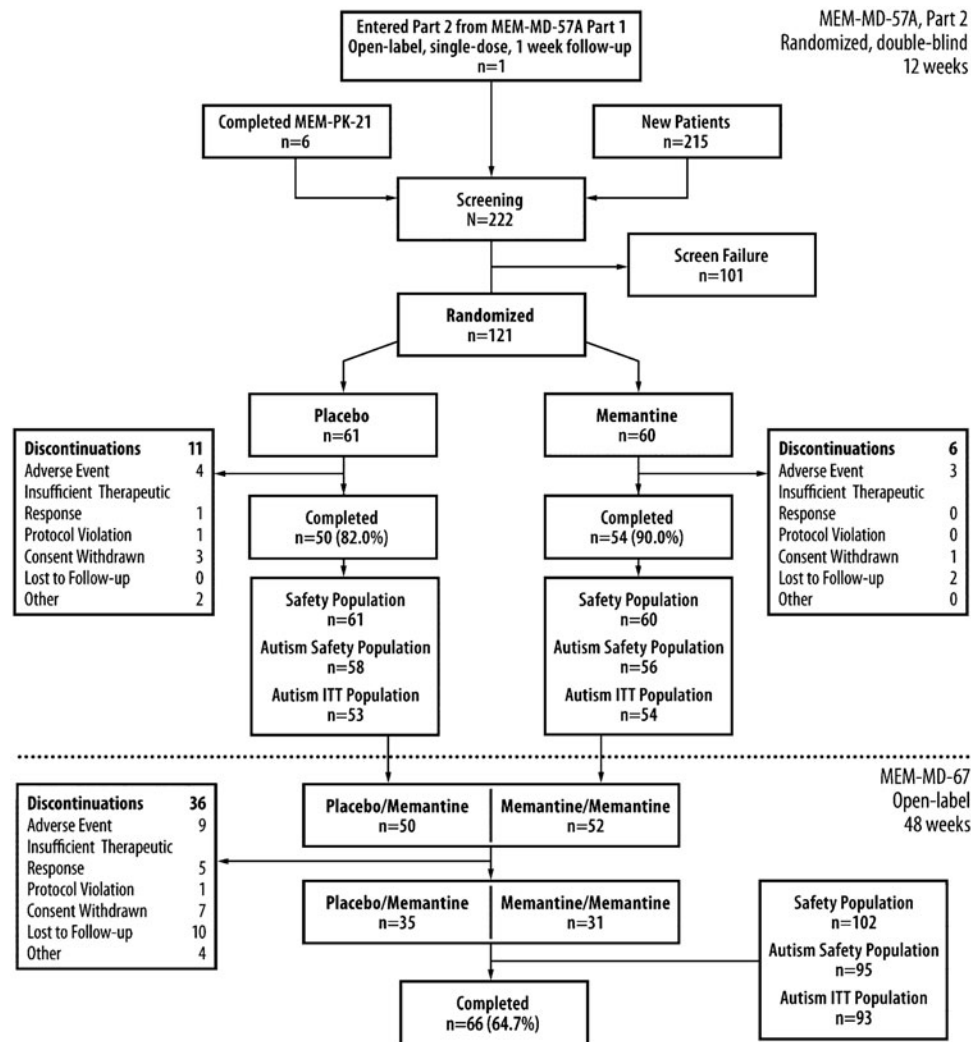 Entered Part 2 from MEM-MD-57A Part 1
Open-label, single-dose, 1 week follow-up
n=1
MEM-MD-57A, Part 2
Randomized, double-blind
12 weeks
Completed MEM-PK-21
n=6
New Patients
n=215
Screening
N=222
Screen Failure
n=101
Randomized
n=121
Placebo
n=61
Memantine
n=60
Discontinuations 11
Adverse Event 4
Insufficient Therapeutic
Response 1
Protocol Violation 1
Consent Withdrawn 3
Lost to Follow-up 0
Other 2
Discontinuations 6
Adverse Event 3
Insufficient Therapeutic
Response 0
Protocol Violation 0
Consent Withdrawn 1
Lost to Follow-up 2
Other 0
Completed
n=50 (82.0%)
Completed
n=54 (90.0%)
Safety Population
n=61
Autism Safety Population
n=58
Autism ITT Population
n=53
Safety Population
n=60
Autism Safety Population
n=56
Autism ITT Population
n=54
MEM-MD-67
Open-label
48 weeks
Placebo/Memantine
n=50
Memantine/Memantine
n=52
Discontinuations 36
Adverse Event 9
Insufficient Therapeutic
Response 5
Protocol Violation 1
Consent Withdrawn 7
Lost to Follow-up 10
Other 4
Placebo/Memantine
n=35
Memantine/Memantine
n=31
Safety Population
n=102
Autism Safety Population
n=95
Autism ITT Population
n=93
Completed
n=66 (64.7%)